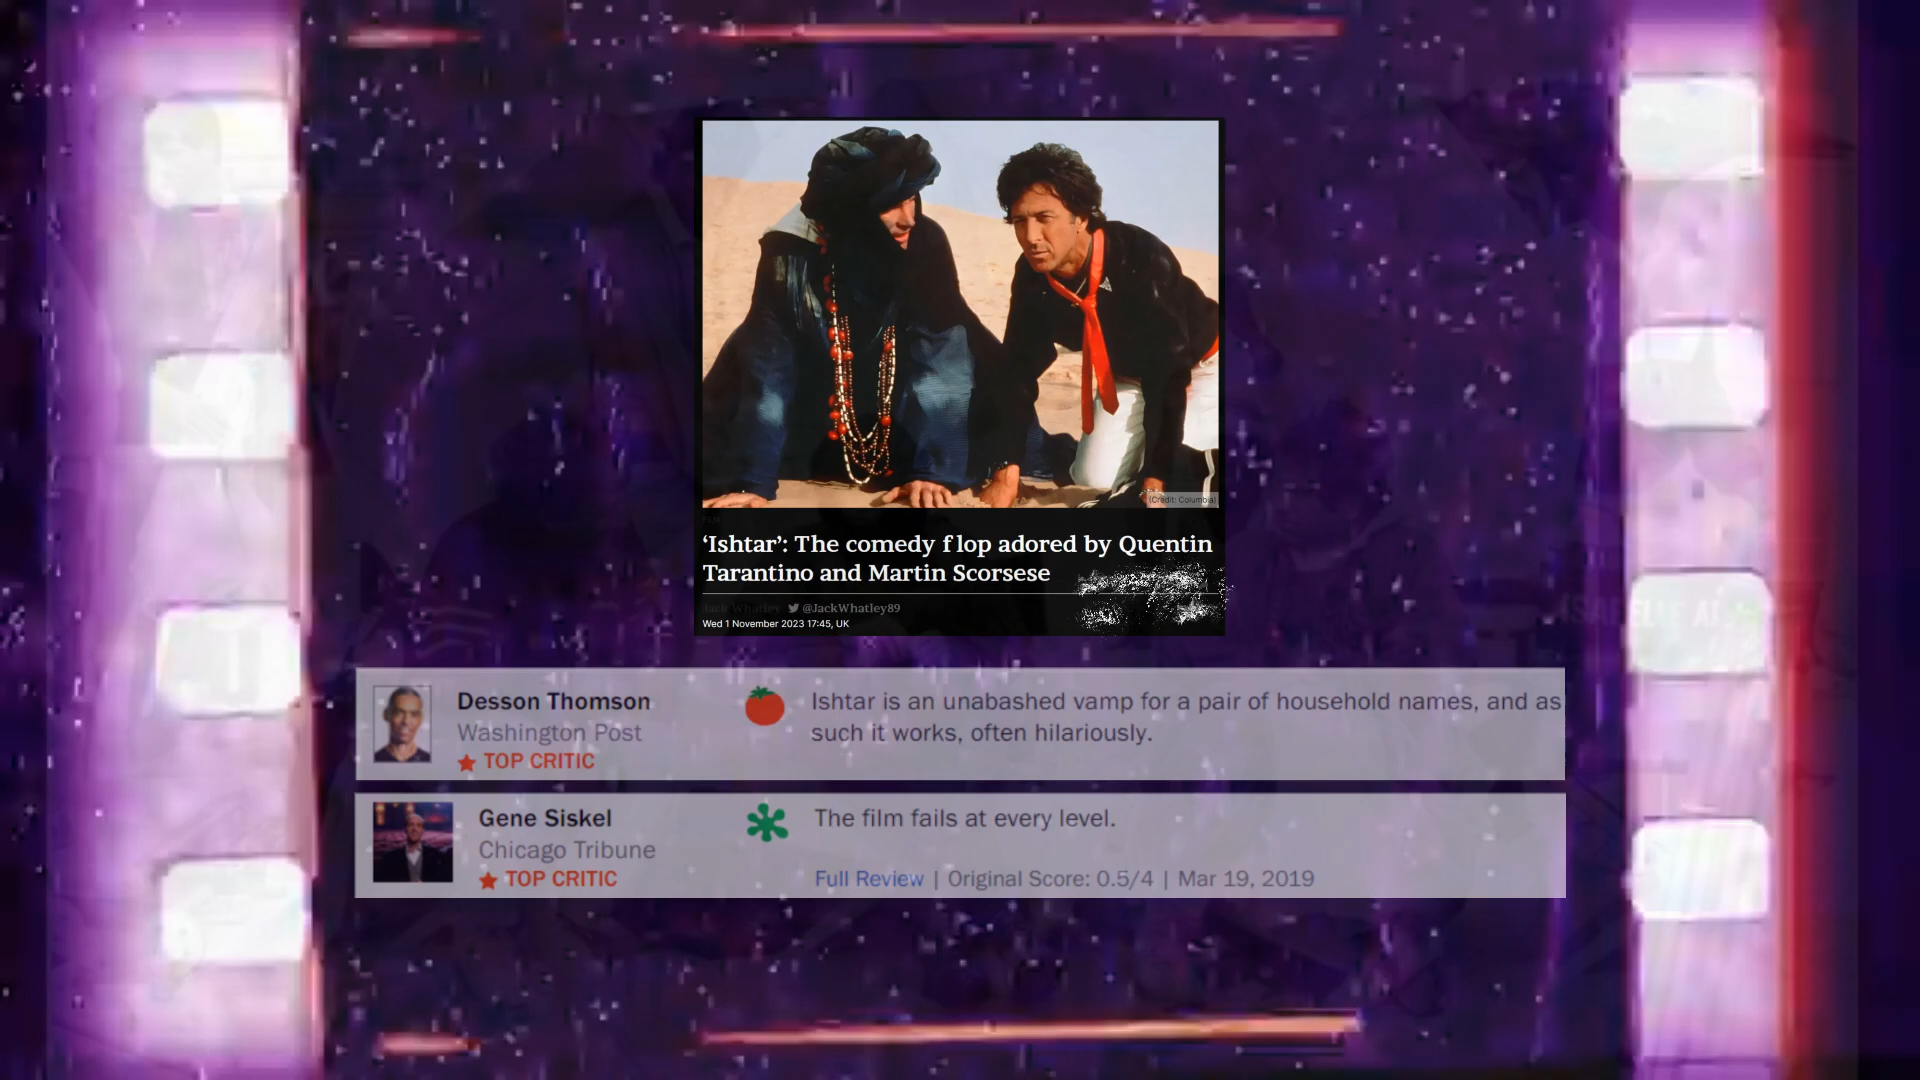 (Credit: Columbia)
FILM
‘Ishtar’: The comedy flop adored by Quentin
Tarantino and Martin Scorsese
Jack Whatley @JackWhatley89
Wed 1 November 2023 17:45, UK
Desson Thomson
Washington Post
TOP CRITIC
Ishtar is an unabashed vamp for a pair of household names, and as
such it works, often hilariously.
Gene Siskel
Chicago Tribune
TOP CRITIC
The film fails at every level.
Full Review | Original Score: 0.5/4 | Mar 19, 2019